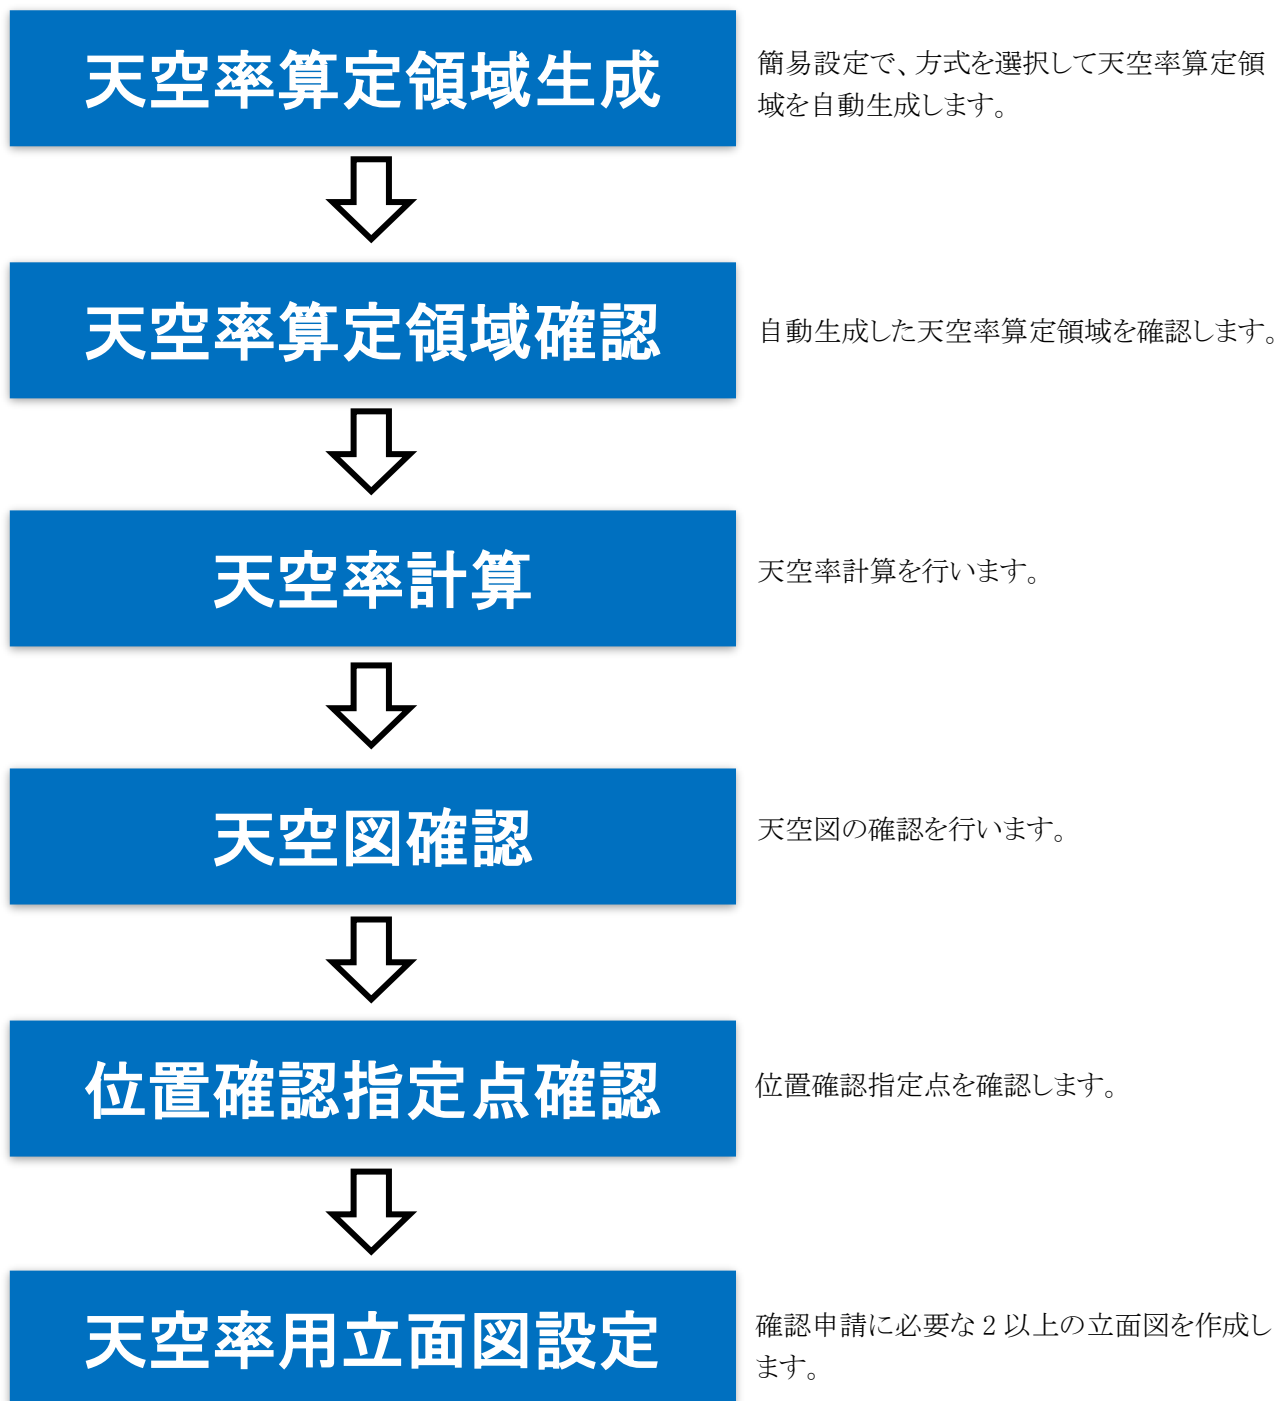 天空率算定領域生成
簡易設定で、方式を選択して天空率算定領
域を自動生成します。
天空率算定領域確認
自動生成した天空率算定領域を確認します。
天空率計算
天空率計算を行います。
天空図確認
天空図の確認を行います。
位置確認指定点確認
位置確認指定点を確認します。
天空率用立面図設定
確認申請に必要な2以上の立面図を作成し
ます。